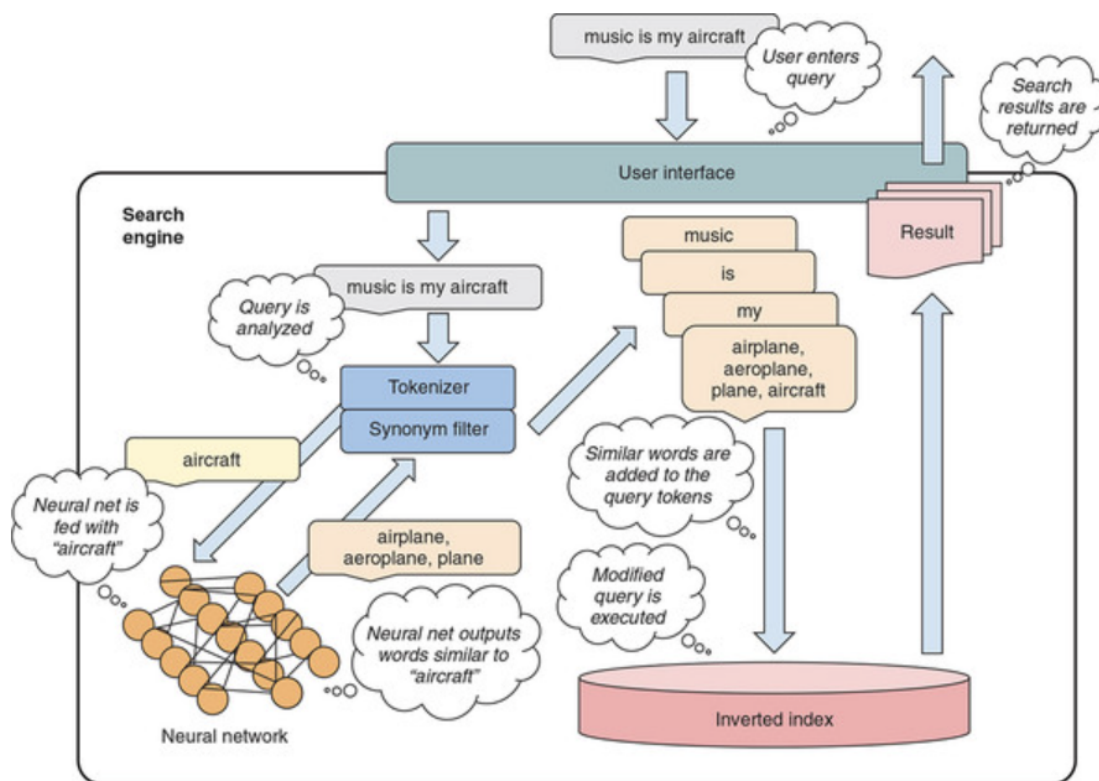 music is my aircraft
User enters
query
Search
results are
returned
User interface
Search
engine
music is my aircraft
Query is
analyzed
Tokenizer
Synonym filter
aircraft
Neural net is
fed with
“aircraft”
airplane,
aeroplane, plane
Neural net outputs
words similar to
“aircraft”
Neural network
music
is
my
airplane,
aeroplane,
plane, aircraft
Similar words are
added to the
query tokens
Modified
query is
executed
Inverted index
Result